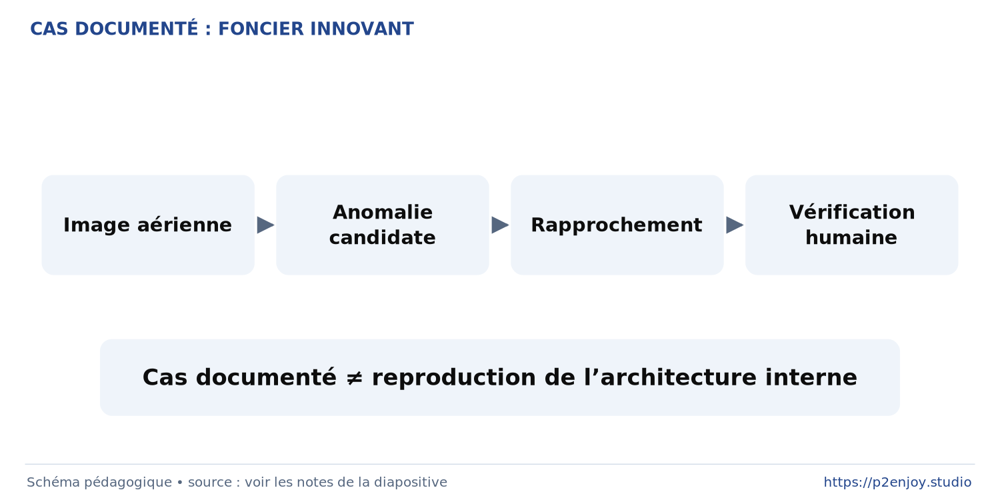 CAS DOCUMENTÉ : FONCIER INNOVANT
Image aérienne
Anomalie
candidate
Rapprochement
Vérification
humaine
Cas documenté ≠ reproduction de l’architecture interne
Schéma pédagogique • source : voir les notes de la diapositive
https://p2enjoy.studio